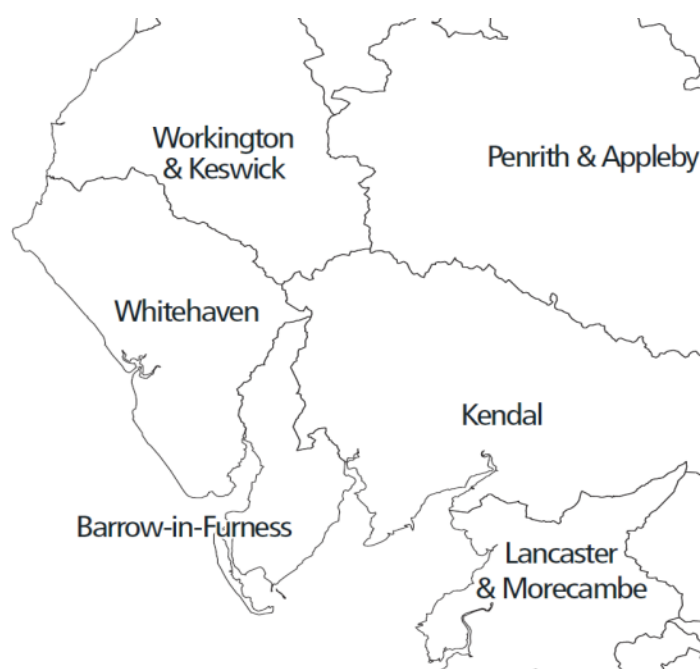 Workington
& Keswick
Penrith & Appleby
Whitehaven
Kendal
Barrow-in-Furness
Lancaster
& Morecambe